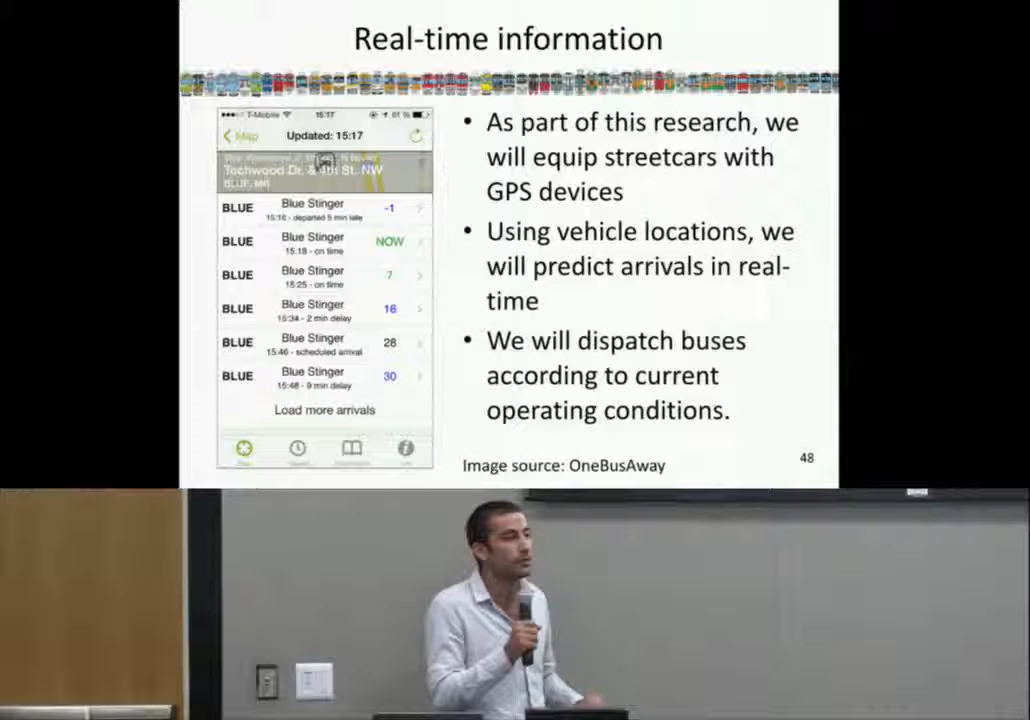 Real-time information
T-Mobile 15:17
Map Updated: 15:17
Techwood Dr. & 4th St. NW
BLUE Blue Stinger -1
15:16 - departed 5 min late
BLUE Blue Stinger NOW
15:18 - on time
BLUE Blue Stinger 7
15:25 - on time
BLUE Blue Stinger 16
15:34 - 2 min delay
BLUE Blue Stinger 28
15:46 - scheduled arrival
BLUE Blue Stinger 30
15:48 - 9 min delay
Load more arrivals
• As part of this research, we
will equip streetcars with
GPS devices
• Using vehicle locations, we
will predict arrivals in real-
time
• We will dispatch buses
according to current
operating conditions.
Image source: OneBusAway
48